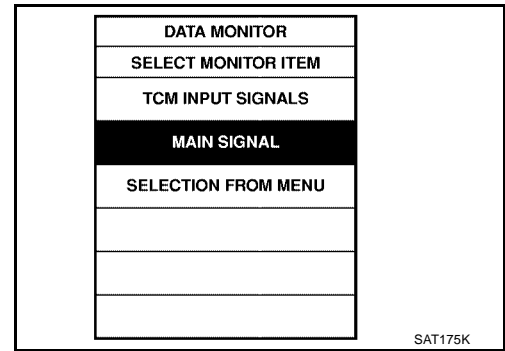 DATA MONITOR
SELECT MONITOR ITEM
TCM INPUT SIGNALS
MAIN SIGNAL
SELECTION FROM MENU
SAT175K